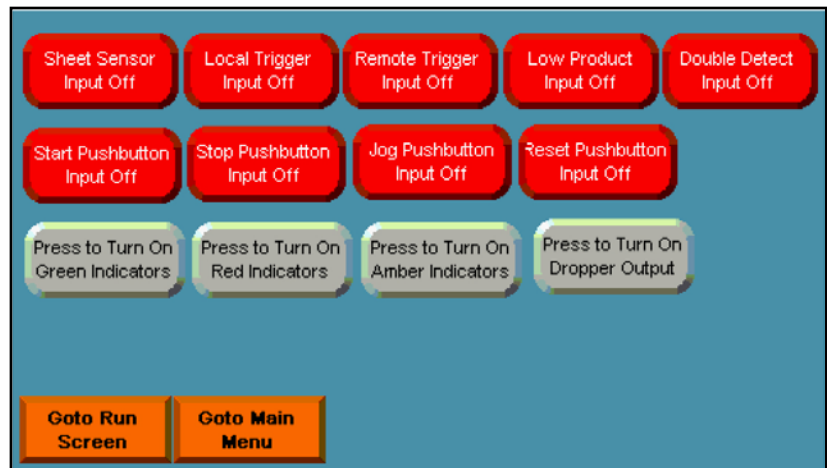 Sheet Sensor
Input Off
Local Trigger
Input Off
Remote Trigger
Input Off
Low Product
Input Off
Double Detect
Input Off
Start Pushbutton
Input Off
Stop Pushbutton
Input Off
Jog Pushbutton
Input Off
Reset Pushbutton
Input Off
Press to Turn On
Green Indicators
Press to Turn On
Red Indicators
Press to Turn On
Amber Indicators
Press to Turn On
Dropper Output
Goto Run
Screen
Goto Main
Menu